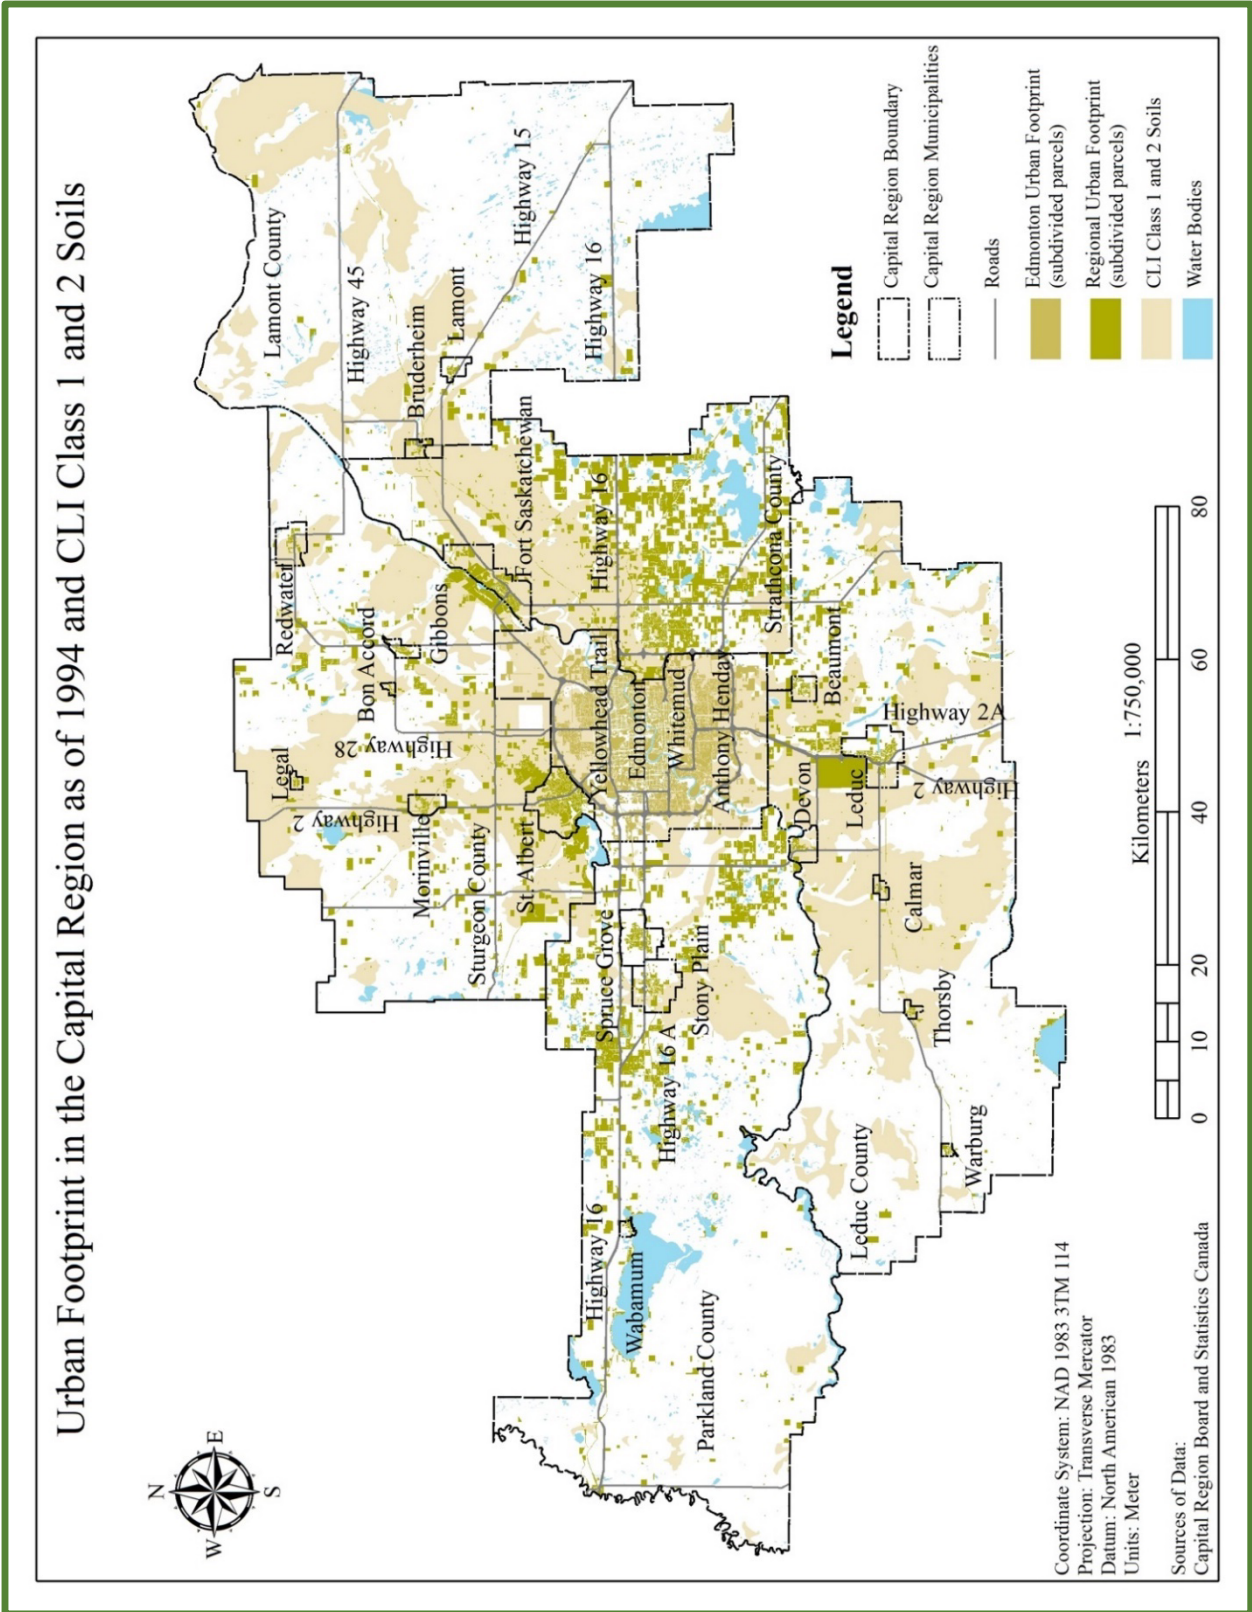 Urban Footprint in the Capital Region as of 1994 and CLI Class 1 and 2 Soils
N
W
E
S
Lamont County
Redwater
Legal
Highway 45
Bon Accord
Highway 28
Highway 2
Bruderheim
Gibbons
Morinville
Lamont
Sturgeon County
Highway 15
Fort Saskatchewan
St. Albert
Highway 16
Highway 16
Yellowhead Trail
Spruce Grove
Highway 16
Edmonton
Wabamum
Highway 16 A
Whitemud
Stony Plain
Anthony Henday
Parkland County
Strathcona County
Devon
Beaumont
Leduc
Leduc County
Highway 2A
Calmar
Highway 2
Thorsby
Warburg
Legend
Capital Region Boundary
Capital Region Municipalities
Roads
Edmonton Urban Footprint
(subdivided parcels)
Regional Urban Footprint
(subdivided parcels)
CLI Class 1 and 2 Soils
Water Bodies
Coordinate System: NAD 1983 3TM 114
Projection: Transverse Mercator
Datum: North American 1983
Units: Meter
Sources of Data:
Capital Region Board and Statistics Canada
Kilometers 1:750,000
0 10 20 40 60 80